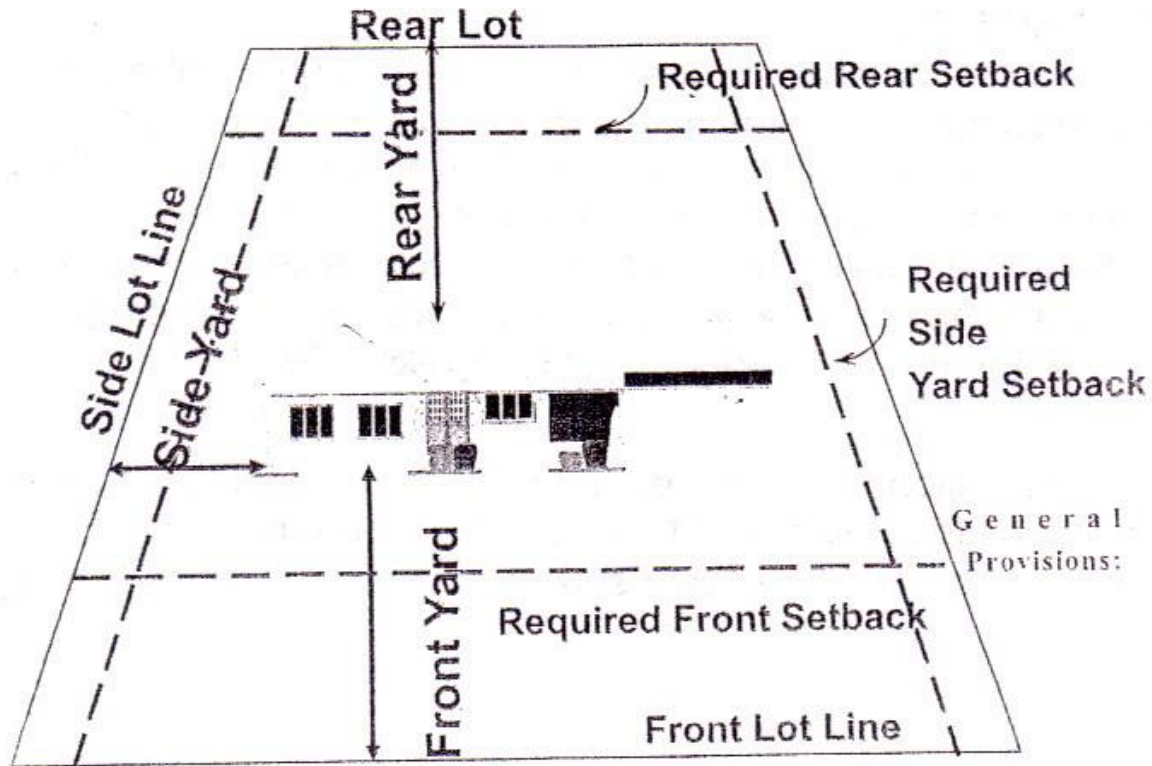 Rear Lot
Required Rear Setback
Rear Yard
Side Lot Line
Side Yard
Required
Side
Yard Setback
General
Provisions:
Front Yard
Required Front Setback
Front Lot Line